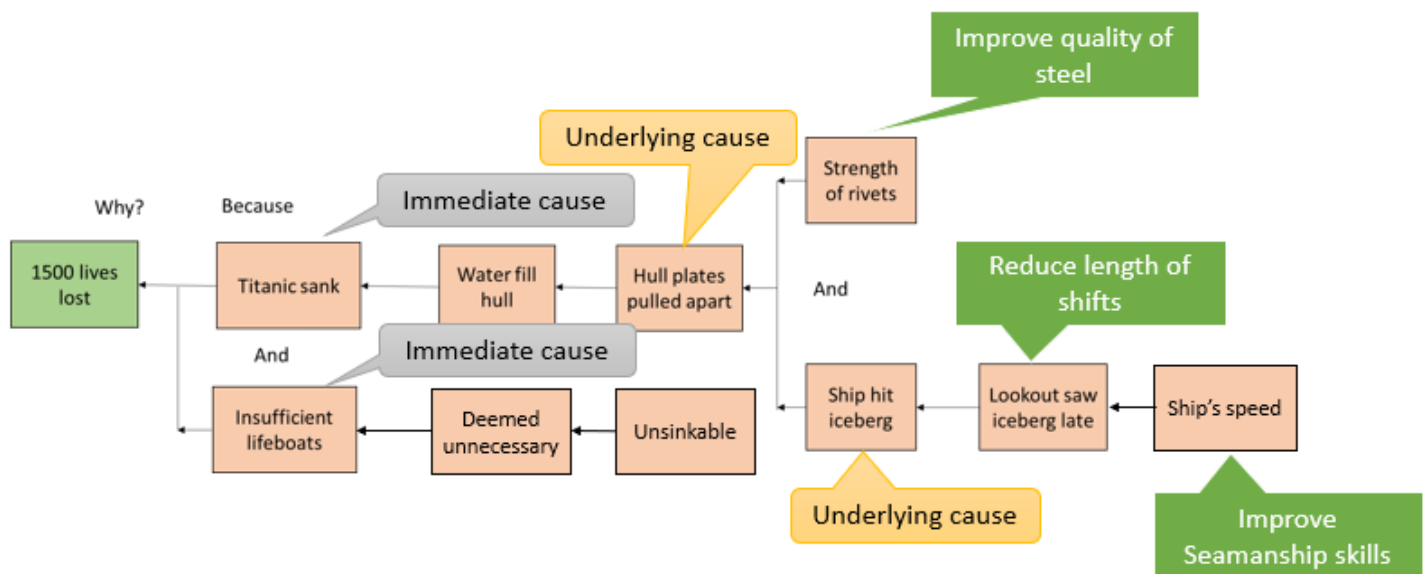 Improve quality of
steel
Underlying cause
Strength
of rivets
Immediate cause
Why?
Because
1500 lives
lost
Titanic sank
Water fill
hull
Hull plates
pulled apart
And
Reduce length of
shifts
And
Immediate cause
Insufficient
lifeboats
Deemed
unnecessary
Unsinkable
Ship hit
iceberg
Lookout saw
iceberg late
Ship's speed
Underlying cause
Improve
Seamanship skills